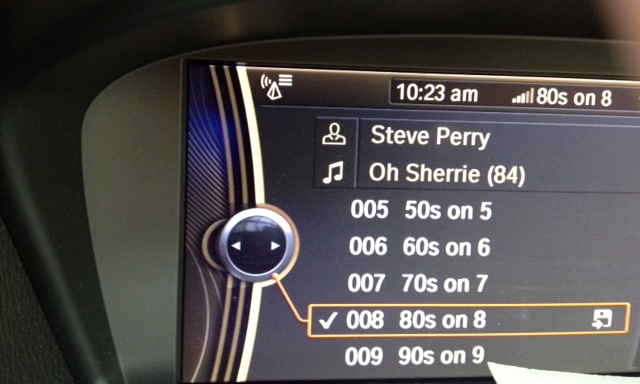 10:23 am 80s on 8
Steve Perry
Oh Sherrie (84)
005 50s on 5
006 60s on 6
007 70s on 7
008 80s on 8
009 90s on 9